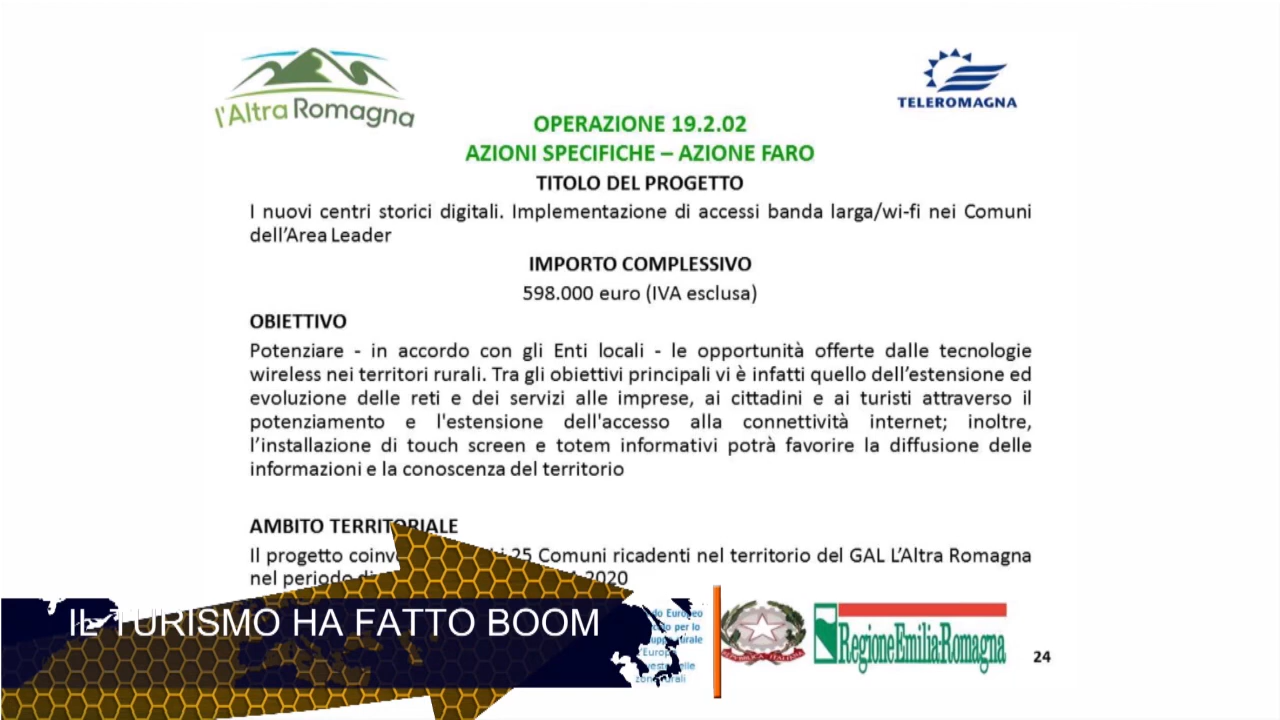 l'Altra Romagna
TELEROMAGNA
OPERAZIONE 19.2.02
AZIONI SPECIFICHE – AZIONE FARO
TITOLO DEL PROGETTO
I nuovi centri storici digitali. Implementazione di accessi banda larga/wi-fi nei Comuni
dell’Area Leader
IMPORTO COMPLESSIVO
598.000 euro (IVA esclusa)
OBIETTIVO
Potenziare - in accordo con gli Enti locali - le opportunità offerte dalle tecnologie
wireless nei territori rurali. Tra gli obiettivi principali vi è infatti quello dell’estensione ed
evoluzione delle reti e dei servizi alle imprese, ai cittadini e ai turisti attraverso il
potenziamento e l'estensione dell'accesso alla connettività internet; inoltre,
l’installazione di touch screen e totem informativi potrà favorire la diffusione delle
informazioni e la conoscenza del territorio
AMBITO TERRITORIALE
Il progetto 25 Comuni ricadenti nel territorio del GAL L’Altra Romagna
nel periodo 2020
IL TURISMO HA FATTO BOOM
Europeo
per lo
rurale
RegioneEmilia-Romagna
24